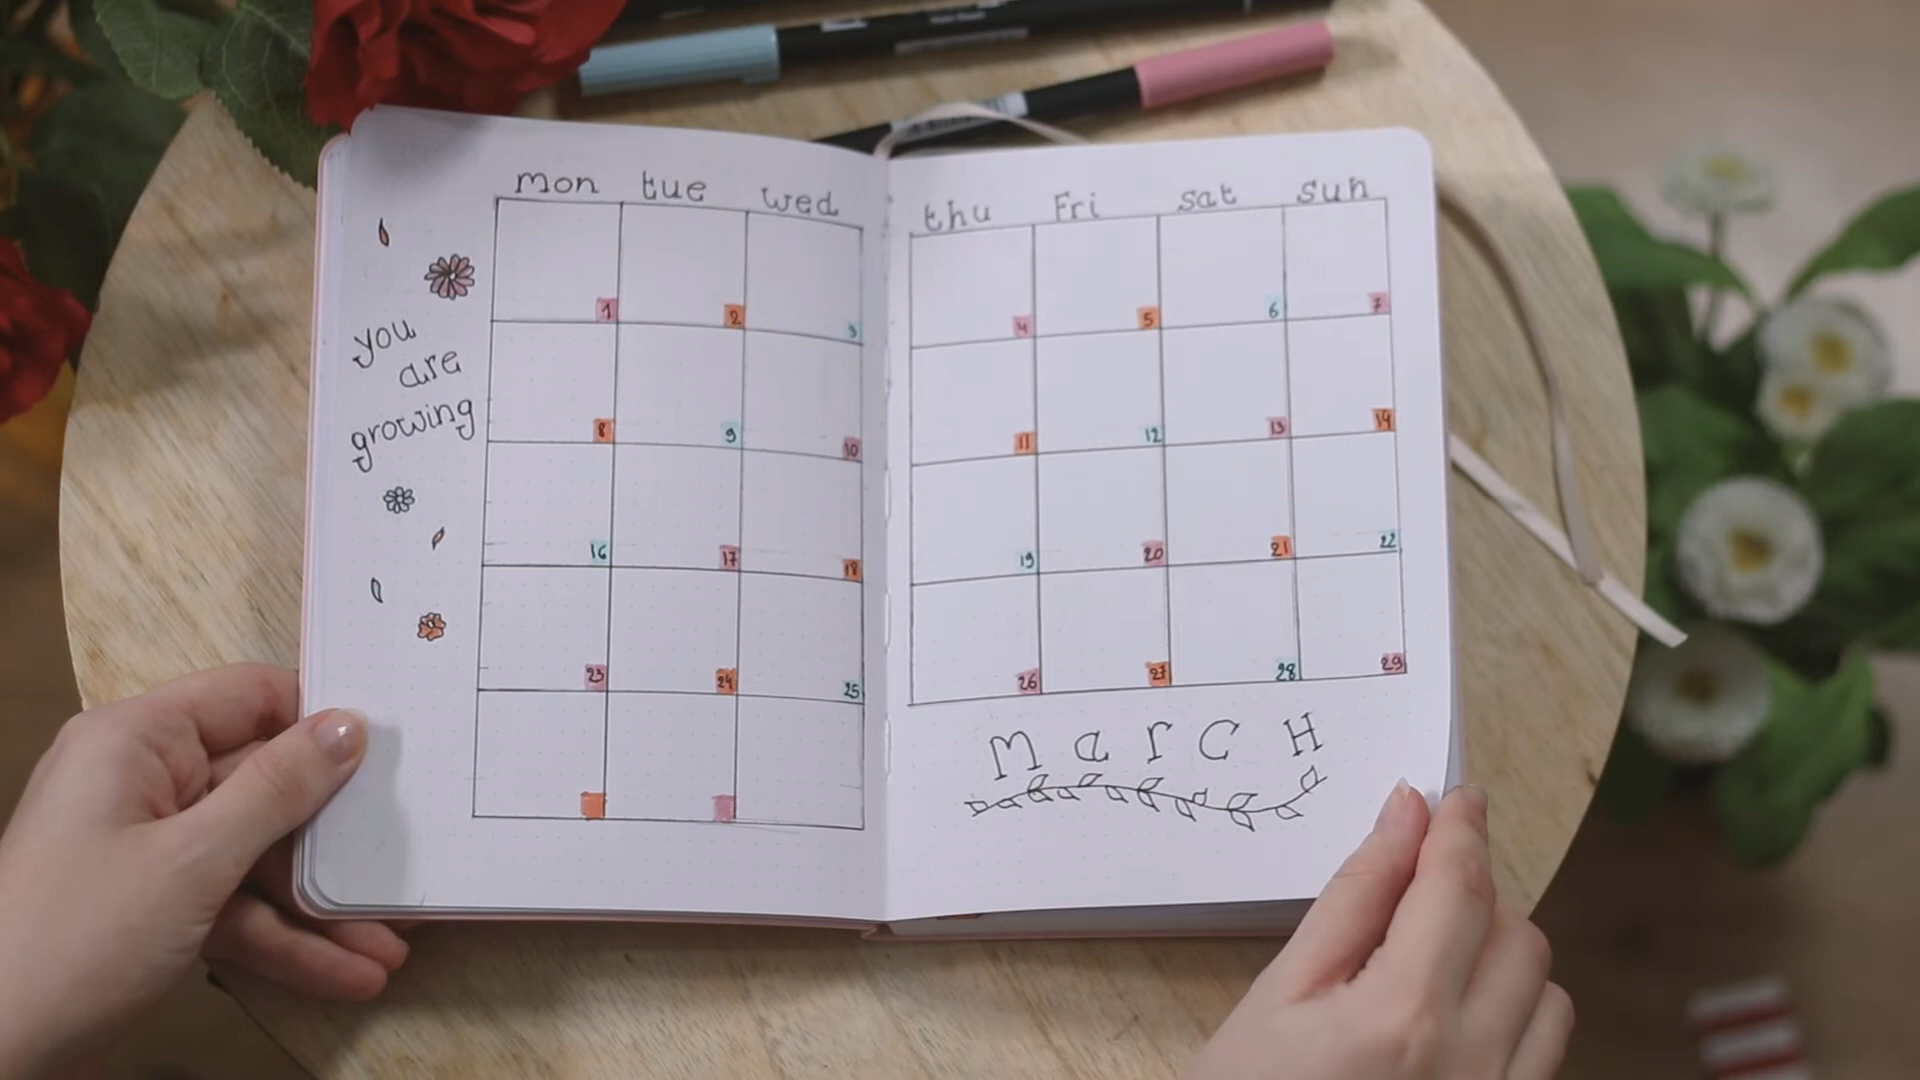 mon tue wed thu Fri sat sun
1 2 3 4 5 6 7
you
are
growing
8 9 10 11 12 13 14
16 17 18 19 20 21 22
23 24 25 26 27 28 29
MarcH